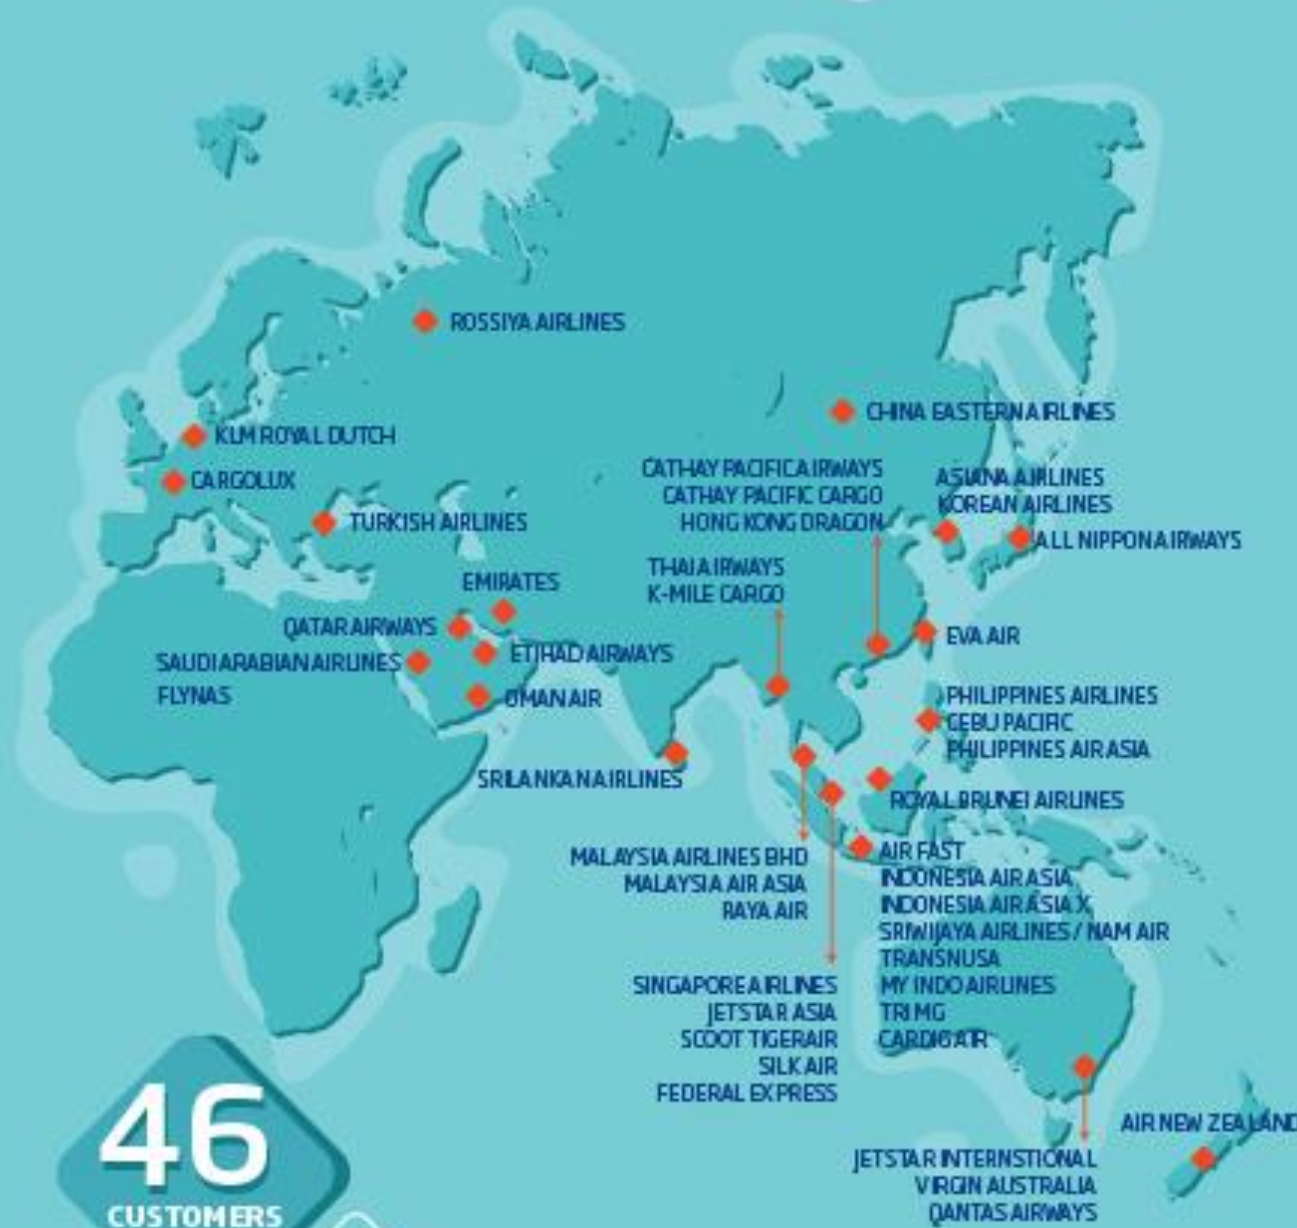 ROSSIYA AIRLINES
CHINA EASTERN AIRLINES
KLM ROYAL DUTCH
CARGOLUX
TURKISH AIRLINES
CATHAY PACIFIC AIRWAYS
CATHAY PACIFIC CARGO
HONG KONG DRAGON
ASIANA AIRLINES
KOREAN AIRLINES
ALL NIPPON AIRWAYS
THAI AIRWAYS
K-MILE CARGO
EMIRATES
QATAR AIRWAYS
ETIHAD AIRWAYS
SAUDI ARABIAN AIRLINES
FLYNAS
OMAN AIR
EVA AIR
PHILIPPINES AIRLINES
CEBU PACIFIC
PHILIPPINES AIR ASIA
SRILANKAN AIRLINES
ROYAL BRUNEI AIRLINES
MALAYSIA AIRLINES BHD
MALAYSIA AIR ASIA
RAYA AIR
AIR FAST
INDONESIA AIR ASIA
INDONESIA AIR ASIA X
SRIWIJAYA AIRLINES / NAM AIR
TRANSNUSA
MY INDO AIRLINES
TRI MG
CARDIG AIR
SINGAPORE AIRLINES
JETSTAR ASIA
SCOOT TIGERAIR
SILK AIR
FEDERAL EXPRESS
AIR NEW ZEALAND
JETSTAR INTERNSTIONAL
VIRGIN AUSTRALIA
QANTAS AIRWAYS
46
CUSTOMERS